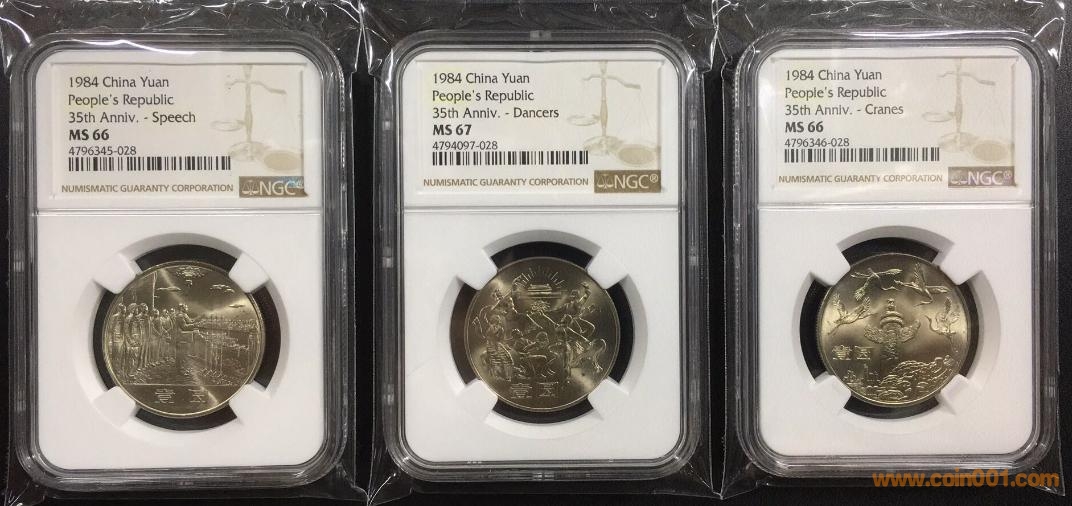 1984 China Yuan
People's Republic
35th Anniv. - Speech
MS 66
4796345-028
NUMISMATIC GUARANTY CORPORATION
NGC®
壹圆
1984 China Yuan
People's Republic
35th Anniv. - Dancers
MS 67
4794097-028
NUMISMATIC GUARANTY CORPORATION
NGC®
壹圆
1984 China Yuan
People's Republic
35th Anniv. - Cranes
MS 66
4796346-028
NUMISMATIC GUARANTY CORPORATION
NGC®
壹圆
www.coin001.com